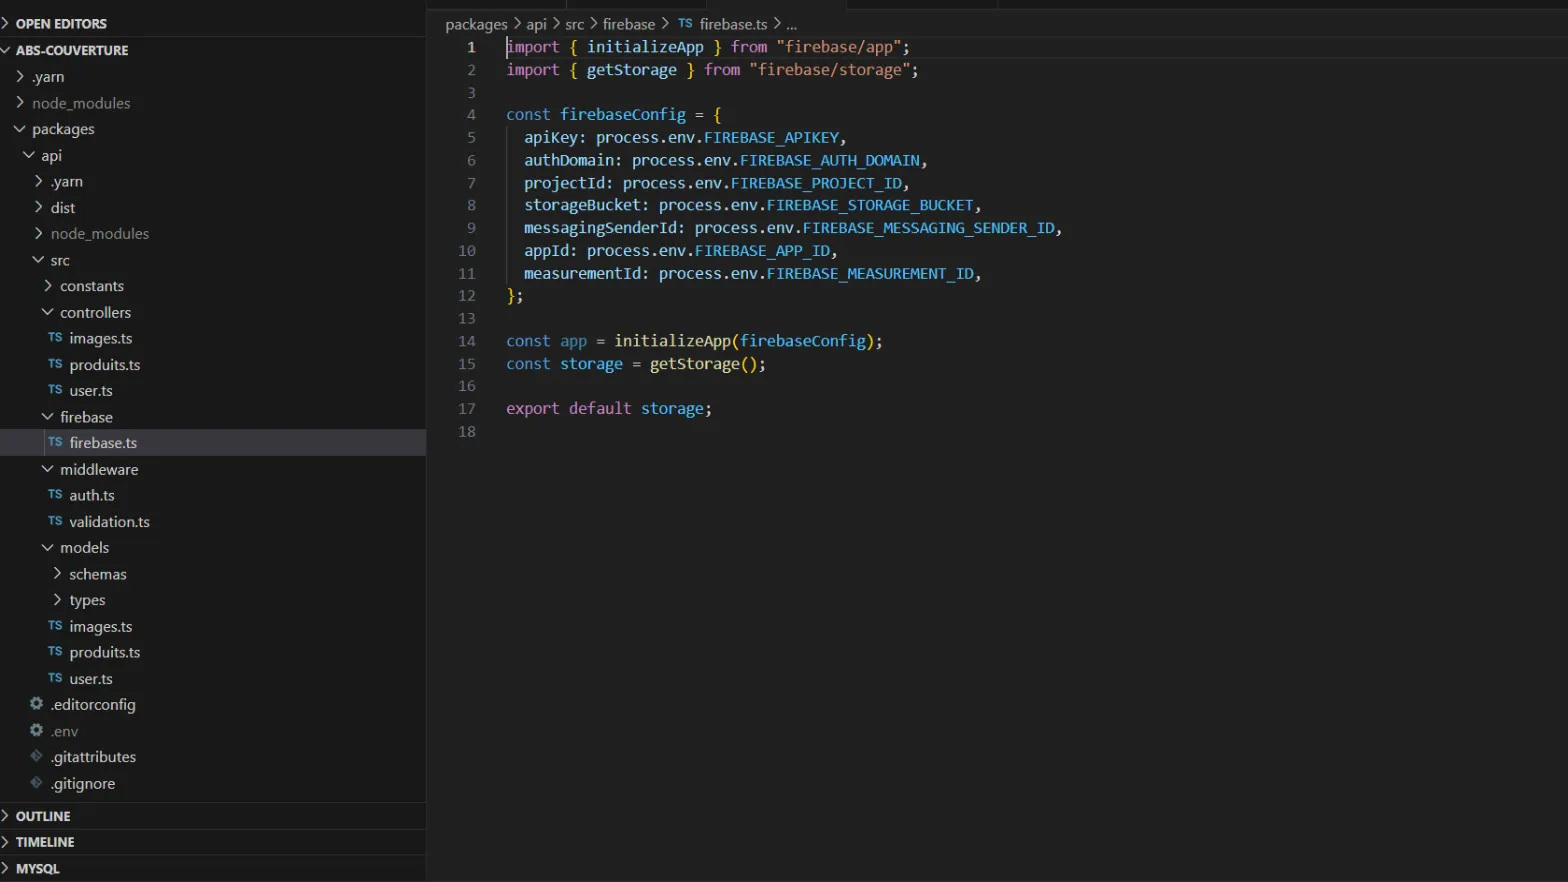 OPEN EDITORS
ABS-COUVERTURE
.yarn
node_modules
packages
api
.yarn
dist
node_modules
src
constants
controllers
TS images.ts
TS produits.ts
TS user.ts
firebase
TS firebase.ts
middleware
TS auth.ts
TS validation.ts
models
schemas
types
TS images.ts
TS produits.ts
TS user.ts
.editorconfig
.env
.gitattributes
.gitignore
OUTLINE
TIMELINE
MYSQL
packages > api > src > firebase > TS firebase.ts > ...
1 import { initializeApp } from "firebase/app";
2 import { getStorage } from "firebase/storage";
3
4 const firebaseConfig = {
5 apiKey: process.env.FIREBASE_APIKEY,
6 authDomain: process.env.FIREBASE_AUTH_DOMAIN,
7 projectId: process.env.FIREBASE_PROJECT_ID,
8 storageBucket: process.env.FIREBASE_STORAGE_BUCKET,
9 messagingSenderId: process.env.FIREBASE_MESSAGING_SENDER_ID,
10 appId: process.env.FIREBASE_APP_ID,
11 measurementId: process.env.FIREBASE_MEASUREMENT_ID,
12 };
13
14 const app = initializeApp(firebaseConfig);
15 const storage = getStorage();
16
17 export default storage;
18